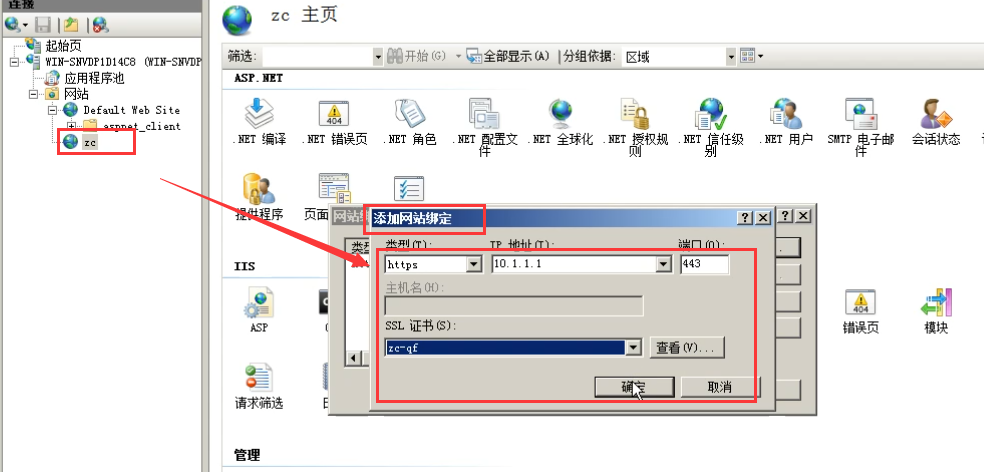 连接
zc 主页
起始页
WIN-SNVDP1D14C8 (WIN-SNVDP
应用程序池
网站
Default Web Site
aspnet_client
zc
筛选:
开始(G)
全部显示(A)
分组依据:
区域
ASP.NET
.NET 编译
.NET 错误页
.NET 角色
.NET 配置文件
.NET 全球化
.NET 授权规则
.NET 信任级别
.NET 用户
SMTP 电子邮件
会话状态
提供程序
页面
网站
添加网站绑定
类型
类型(T):
IP 地址(I):
端口(O):
https
10.1.1.1
443
主机名(H):
SSL 证书(S):
zc-qf
查看(V)...
确定
取消
IIS
ASP
错误页
模块
请求筛选
管理